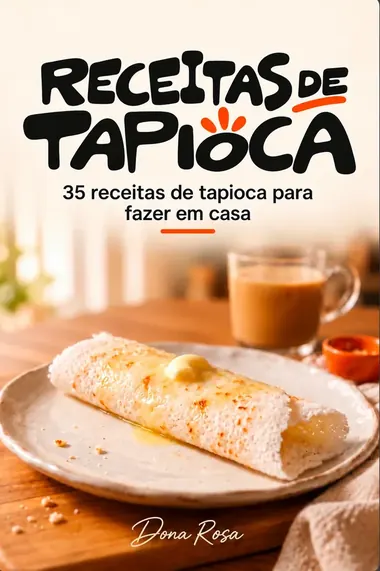 RECEITAS DE
TAPIOCA
35 receitas de tapioca para
fazer em casa
Dona Rosa